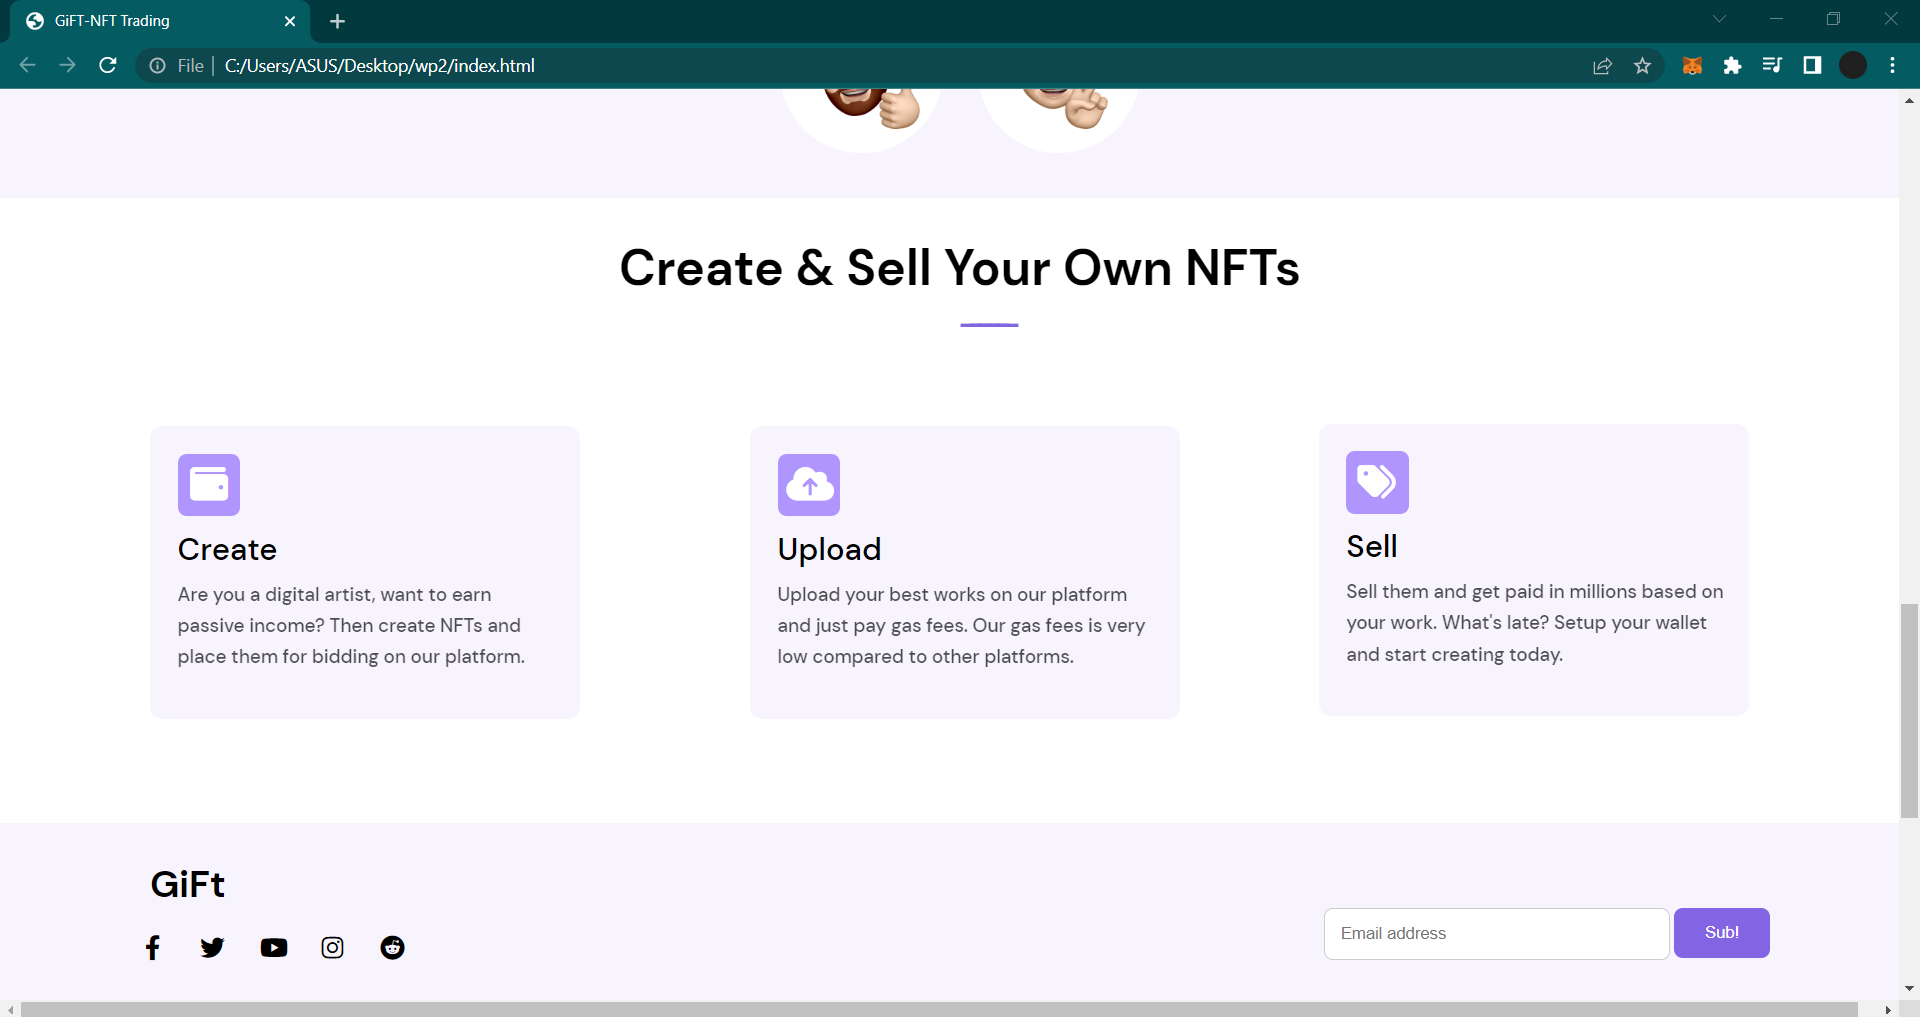 GiFT-NFT Trading
File | C:/Users/ASUS/Desktop/wp2/index.html
Create & Sell Your Own NFTs
Create
Are you a digital artist, want to earn
passive income? Then create NFTs and
place them for bidding on our platform.
Upload
Upload your best works on our platform
and just pay gas fees. Our gas fees is very
low compared to other platforms.
Sell
Sell them and get paid in millions based on
your work. What's late? Setup your wallet
and start creating today.
GiFt
Email address
Sub!